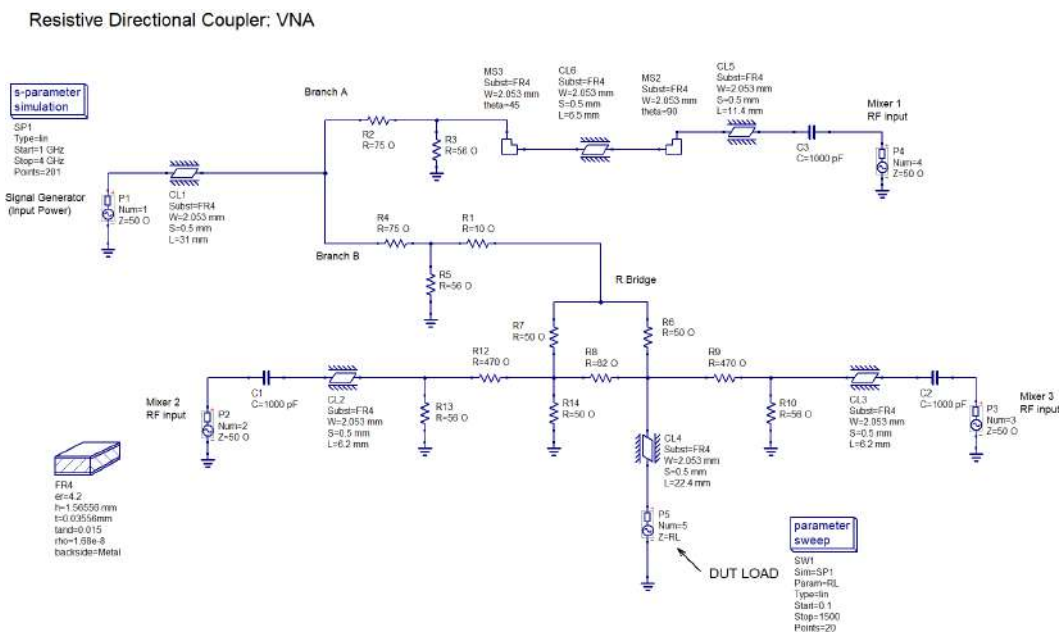 Resistive Directional Coupler: VNA
s-parameter
simulation
SP1
Type=lin
Start=1 GHz
Stop=4 GHz
Points=201
Signal Generator
(Input Power)
P1
Num=1
Z=50 O
CL1
Subst=FR4
W=2.053 mm
S=0.5 mm
L=31 mm
Branch A
R2
R=75 O
R3
R=56 O
MS3
Subst=FR4
W=2.053 mm
theta=45
CL6
Subst=FR4
W=2.053 mm
S=0.5 mm
L=6.5 mm
MS2
Subst=FR4
W=2.053 mm
theta=90
CL5
Subst=FR4
W=2.053 mm
S=0.5 mm
L=11.4 mm
C3
C=1000 pF
Mixer 1
RF input
P4
Num=4
Z=50 O
Branch B
R4
R=75 O
R1
R=10 O
R5
R=56 O
R Bridge
R7
R=50 O
R6
R=50 O
Mixer 2
RF input
P2
Num=2
Z=50 O
C1
C=1000 pF
CL2
Subst=FR4
W=2.053 mm
S=0.5 mm
L=6.2 mm
R12
R=470 O
R13
R=56 O
R8
R=82 O
R14
R=50 O
R9
R=470 O
R10
R=56 O
CL3
Subst=FR4
W=2.053 mm
S=0.5 mm
L=6.2 mm
C2
C=1000 pF
P3
Num=3
Z=50 O
Mixer 3
RF input
CL4
Subst=FR4
W=2.053 mm
S=0.5 mm
L=22.4 mm
P5
Num=5
Z=RL
DUT LOAD
FR4
er=4.2
h=1.56556 mm
t=0.03556mm
tand=0.015
rho=1.68e-8
backside=Metal
parameter
sweep
SW1
Sim=SP1
Param=RL
Type=lin
Start=0.1
Stop=1500
Points=20